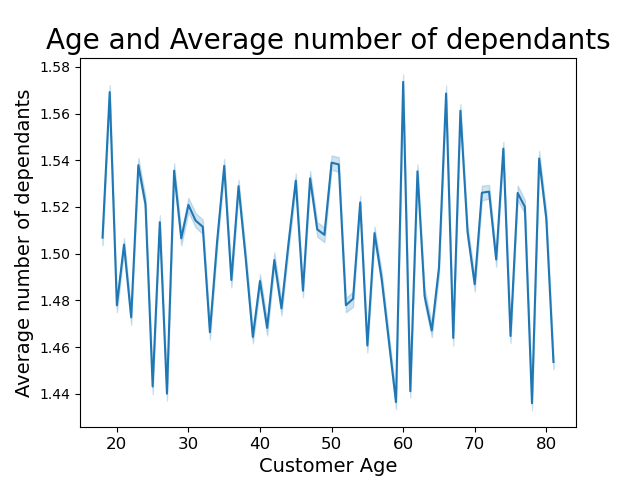 Age and Average number of dependants
1.58
1.56
1.54
1.52
1.50
1.48
1.46
1.44
Average number of dependants
20 30 40 50 60 70 80
Customer Age